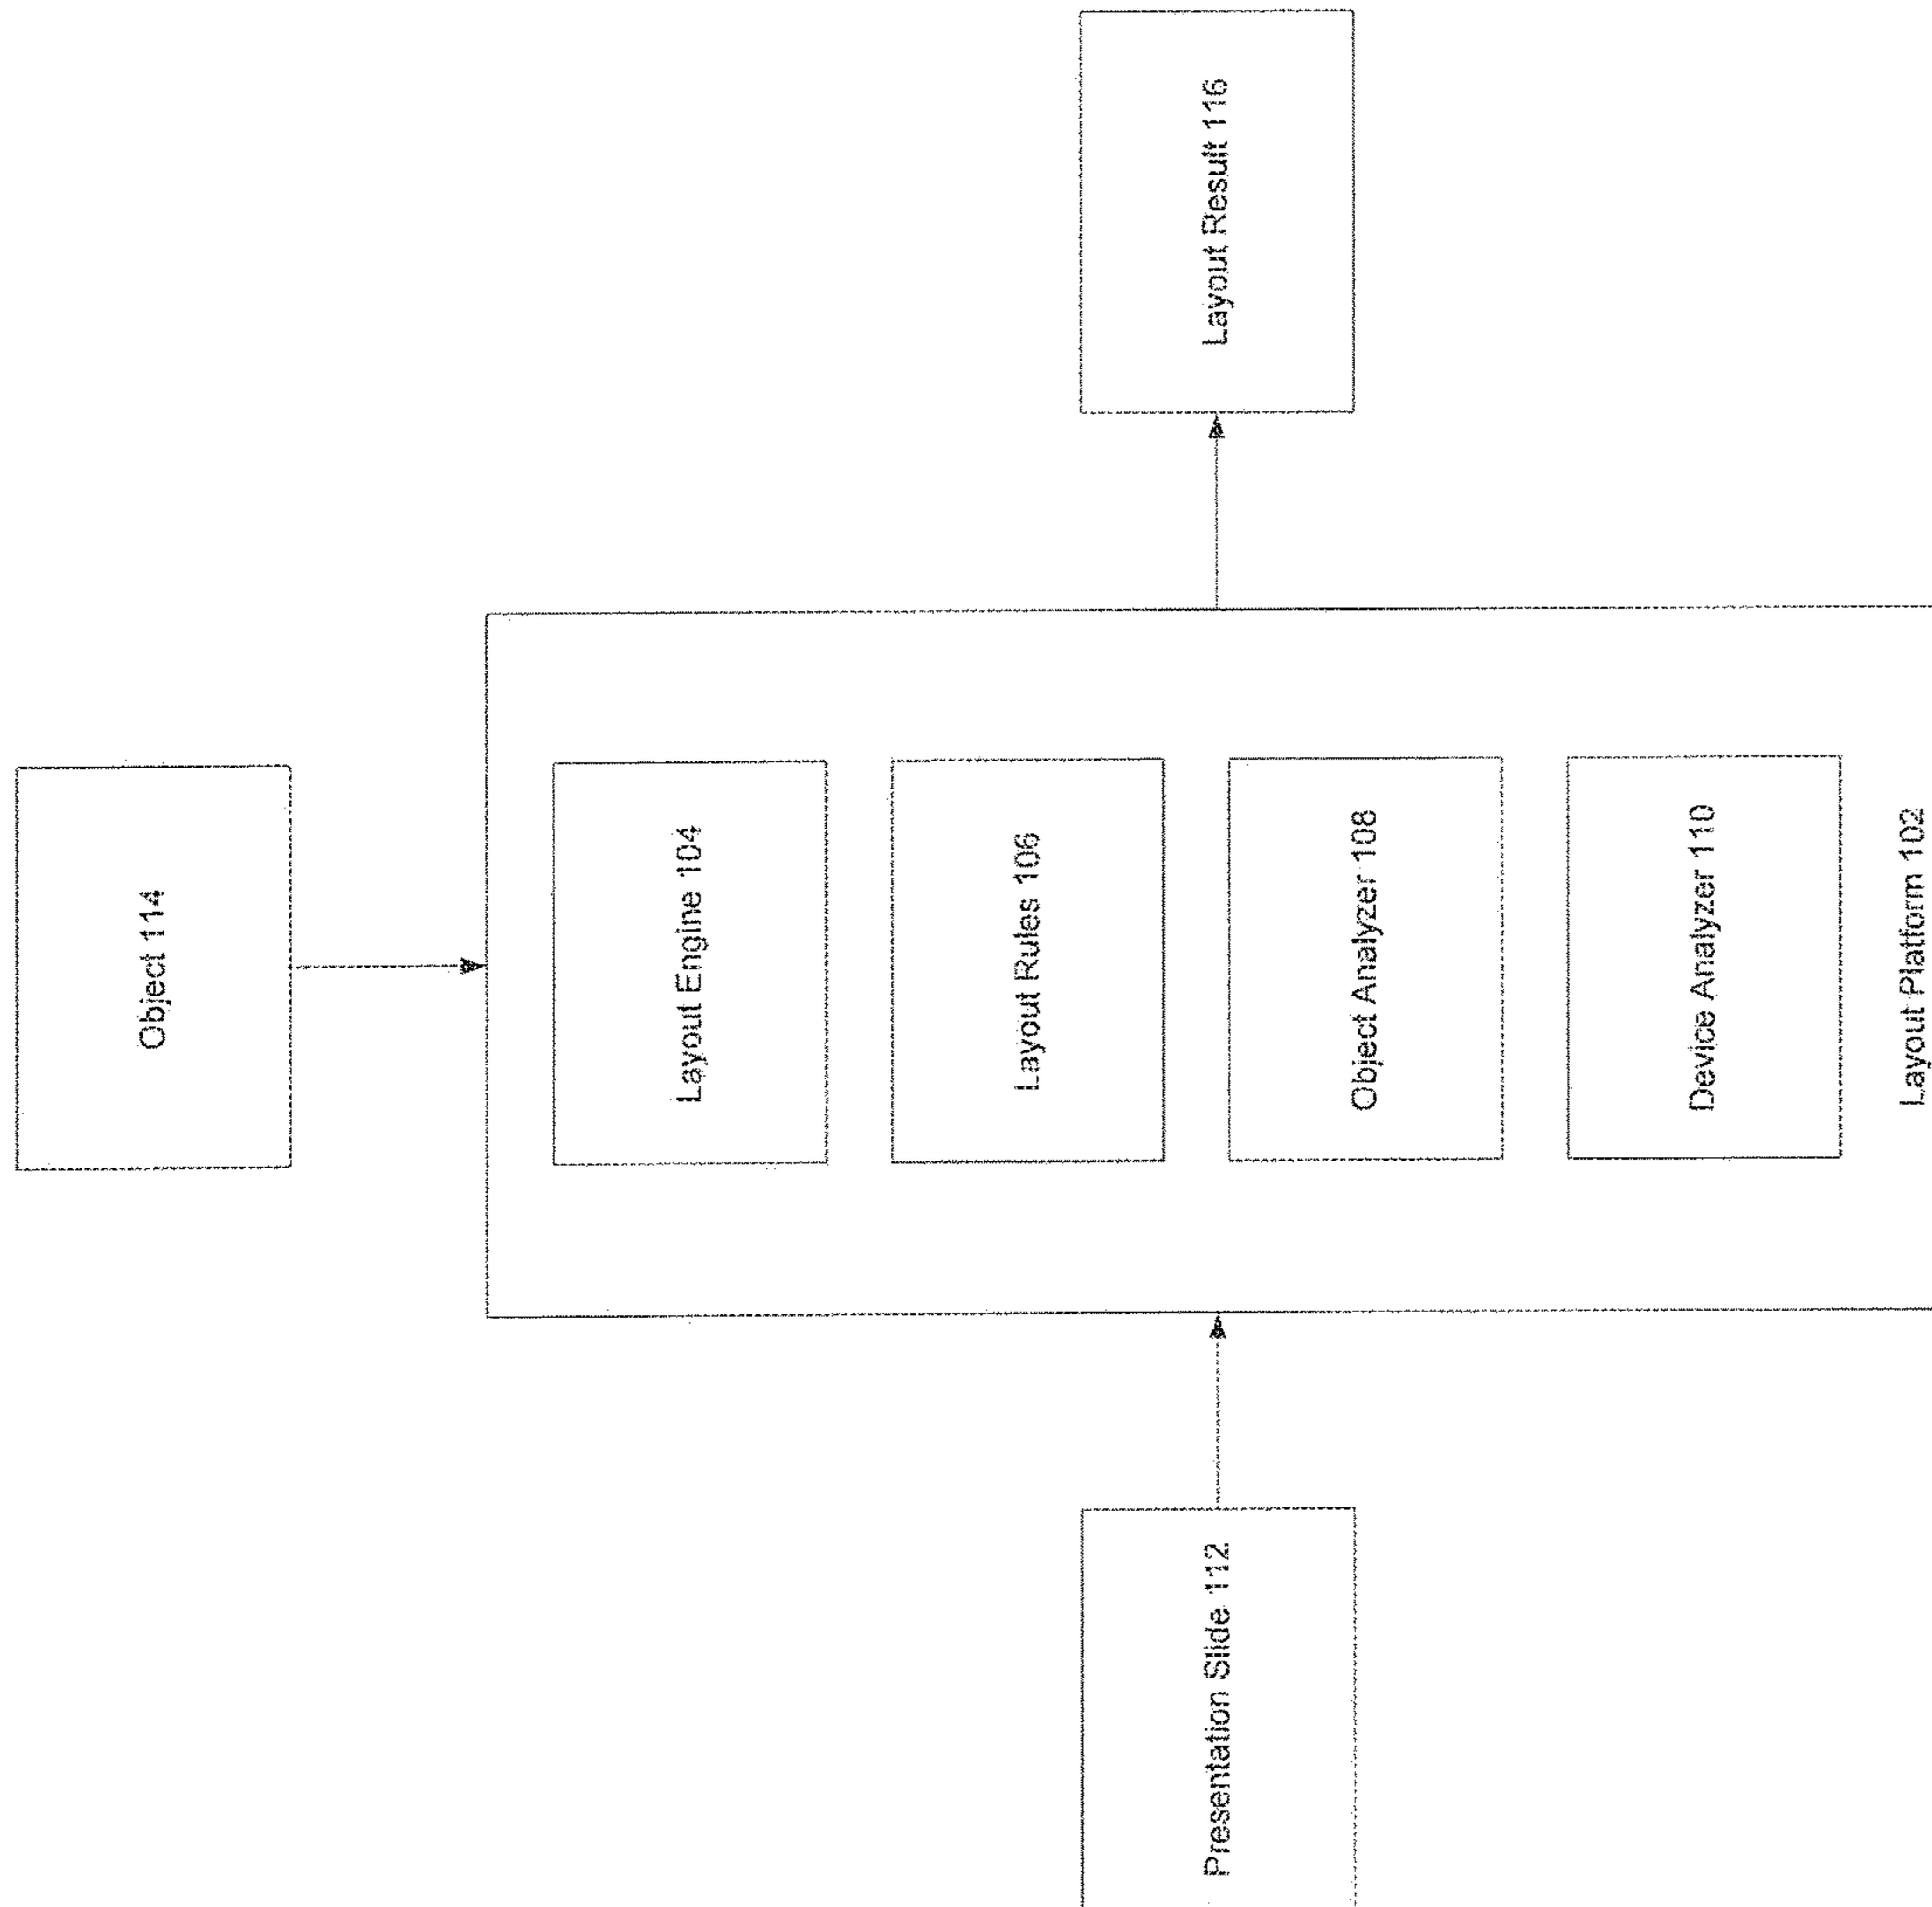 Object 114
Layout Engine 104
Layout Rules 106
Object Analyzer 108
Device Analyzer 110
Layout Platform 102
Presentation Slide 112
Layout Result 116